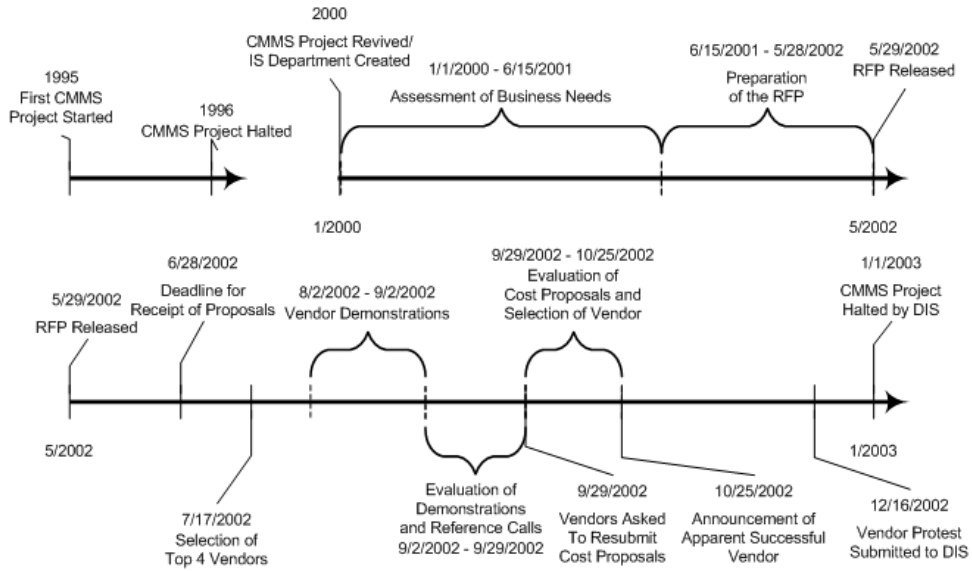 1995
First CMMS
Project Started
1996
CMMS Project Halted
2000
CMMS Project Revived/
IS Department Created
1/1/2000 - 6/15/2001
Assessment of Business Needs
6/15/2001 - 5/28/2002
Preparation
of the RFP
5/29/2002
RFP Released
1/2000
5/2002
5/29/2002
RFP Released
6/28/2002
Deadline for
Receipt of Proposals
8/2/2002 - 9/2/2002
Vendor Demonstrations
9/29/2002 - 10/25/2002
Evaluation of
Cost Proposals and
Selection of Vendor
1/1/2003
CMMS Project
Halted by DIS
5/2002
1/2003
7/17/2002
Selection of
Top 4 Vendors
Evaluation of
Demonstrations
and Reference Calls
9/2/2002 - 9/29/2002
9/29/2002
Vendors Asked
To Resubmit
Cost Proposals
10/25/2002
Announcement of
Apparent Successful
Vendor
12/16/2002
Vendor Protest
Submitted to DIS